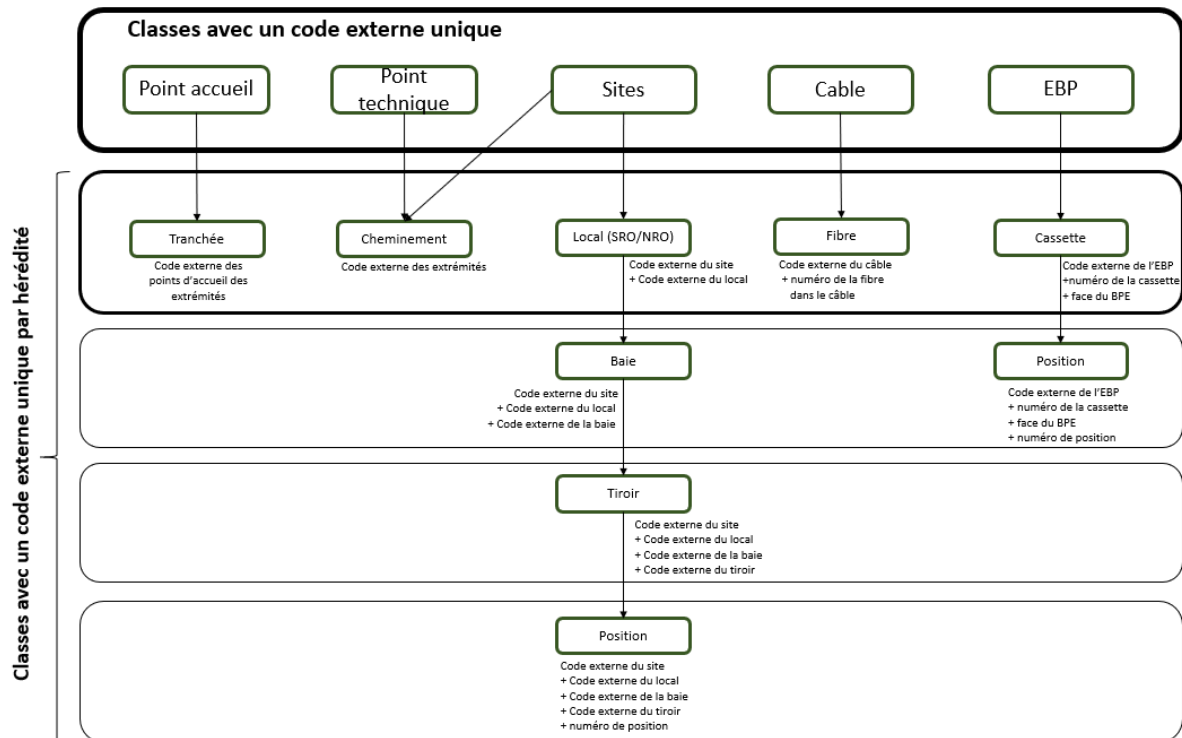 Classes avec un code externe unique
Point accueil
Point
technique
Sites
Cable
EBP
Classes avec un code externe unique par hérédité
Tranchée
Code externe des
points d'accueil des
extrémités
Cheminement
Code externe des extrémités
Local (SRO/NRO)
Code externe du site
+ Code externe du local
Fibre
Code externe du câble
+ numéro de la fibre
dans le câble
Cassette
Code externe de l'EBP
+numéro de la cassette
+ face du BPE
Baie
Code externe du site
+ Code externe du local
+ Code externe de la baie
Position
Code externe de l'EBP
+ numéro de la cassette
+ face du BPE
+ numéro de position
Tiroir
Code externe du site
+ Code externe du local
+ Code externe de la baie
+ Code externe du tiroir
Position
Code externe du site
+ Code externe du local
+ Code externe de la baie
+ Code externe du tiroir
+ numéro de position